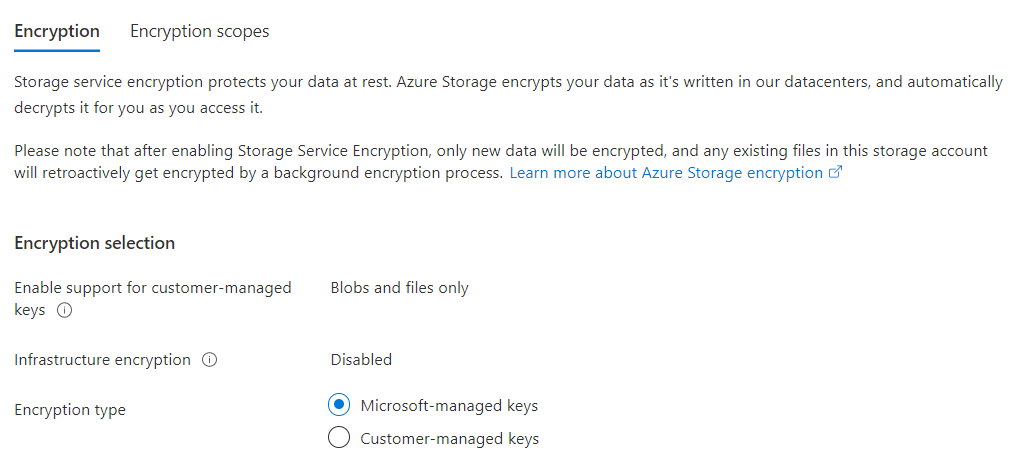 Encryption Encryption scopes
Storage service encryption protects your data at rest. Azure Storage encrypts your data as it's written in our datacenters, and automatically
decrypts it for you as you access it.
Please note that after enabling Storage Service Encryption, only new data will be encrypted, and any existing files in this storage account
will retroactively get encrypted by a background encryption process. Learn more about Azure Storage encryption
Encryption selection
Enable support for customer-managed Blobs and files only
keys
Infrastructure encryption Disabled
Encryption type Microsoft-managed keys
Customer-managed keys